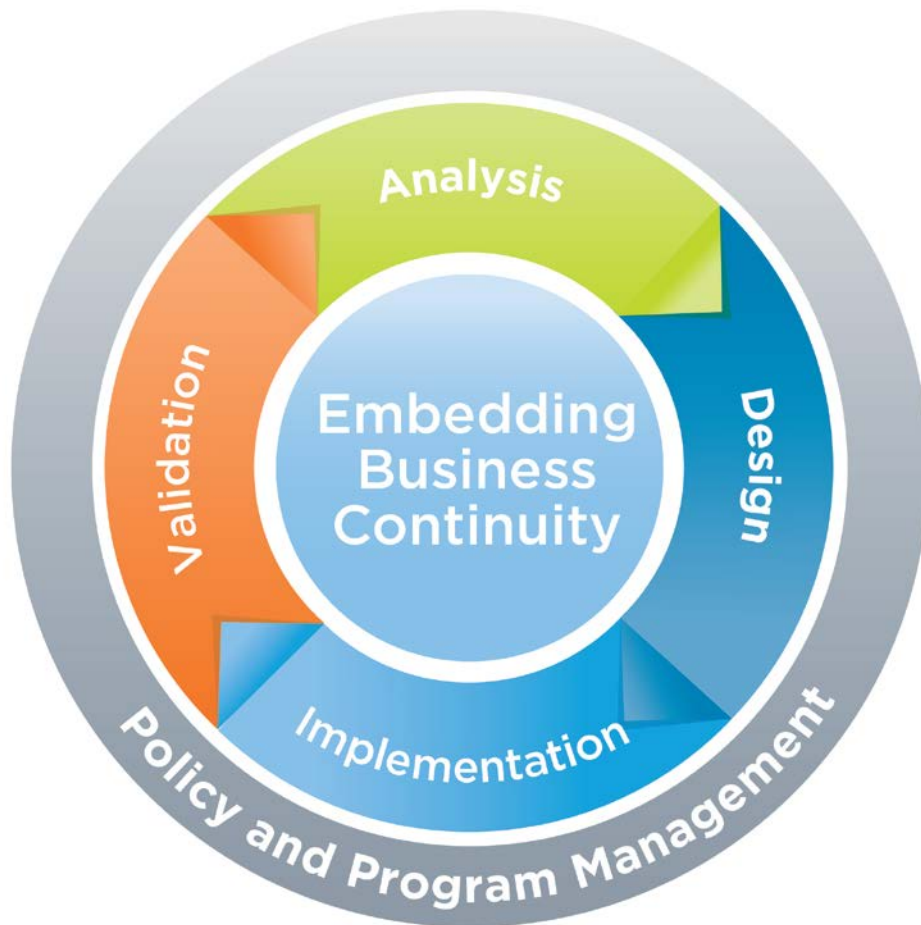 Analysis
Design
Implementation
Validation
Embedding
Business
Continuity
Policy and Program Management